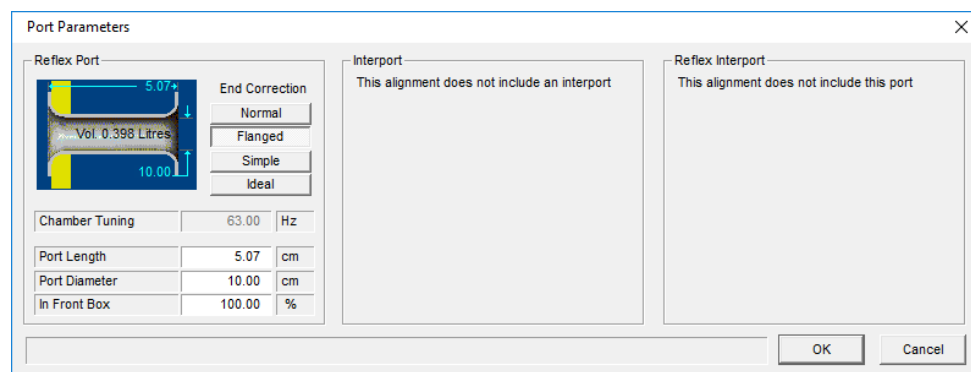 Port Parameters
Reflex Port
5.07
Vol. 0.398 Litres
10.00
End Correction
Normal
Flanged
Simple
Ideal
Chamber Tuning 63.00 Hz
Port Length 5.07 cm
Port Diameter 10.00 cm
In Front Box 100.00 %
Interport
This alignment does not include an interport
Reflex Interport
This alignment does not include this port
OK Cancel